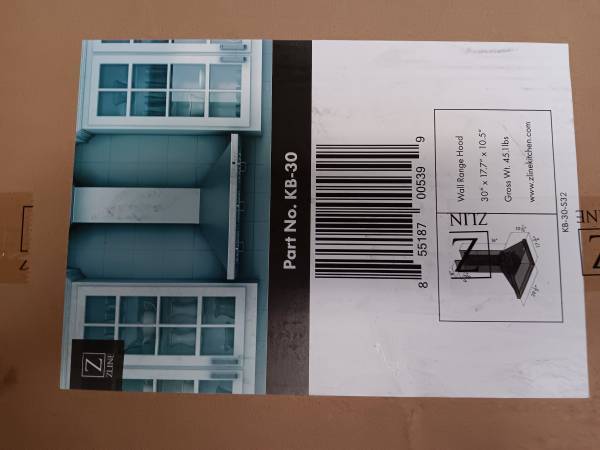 Z
ZLINE
Part No. KB-30
8 55187 00539 9
Z
ZLIN
Wall Range Hood
30" x 17.7" x 10.5"
Gross Wt. 45.1lbs
www.zlinekitchen.com
KB-30-S32
Z
ZLINE